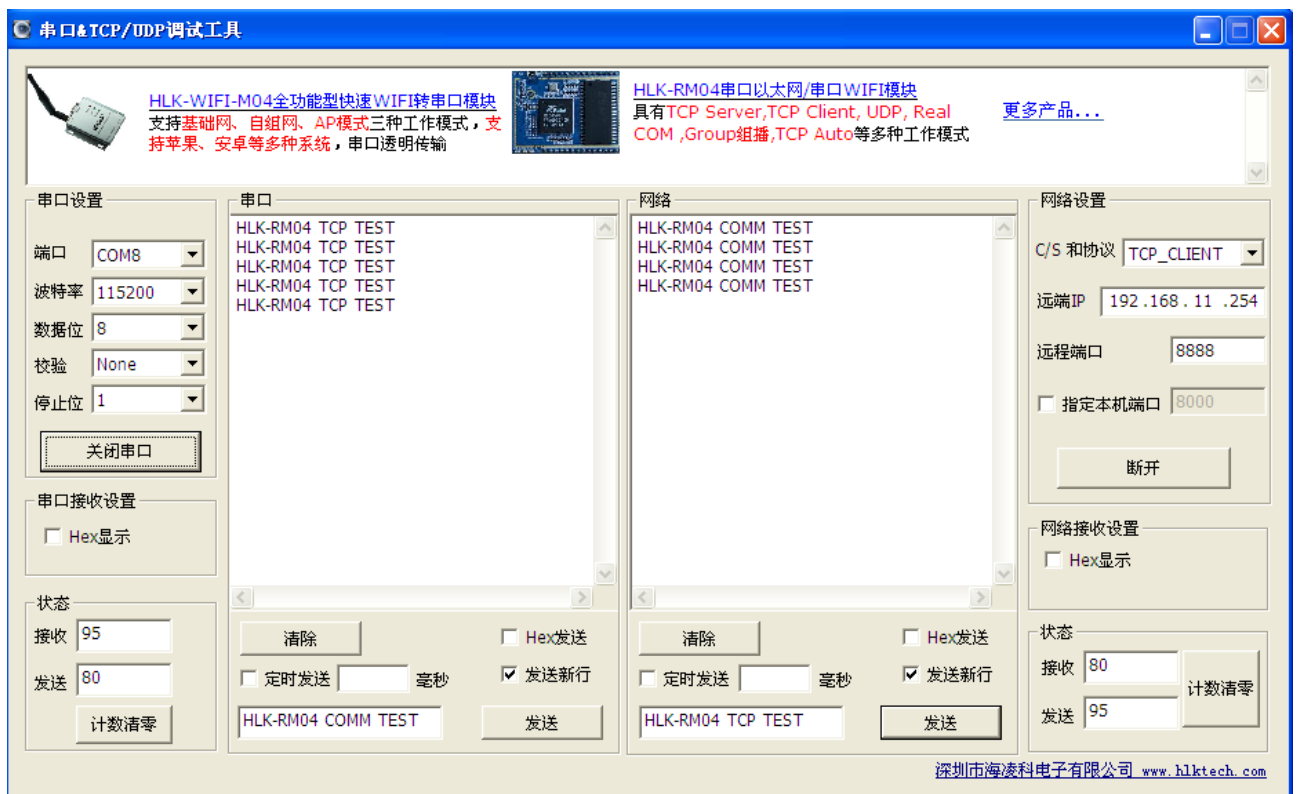 串口&TCP/UDP调试工具
HLK-WIFI-M04全功能型快速WIFI转串口模块
支持基础网、自组网、AP模式三种工作模式，支
持苹果、安卓等多种系统，串口透明传输
HLK-RM04串口以太网/串口WIFI模块
具有TCP Server,TCP Client, UDP, Real
COM ,Group组播,TCP Auto等多种工作模式
更多产品...
串口设置
端口 COM8
波特率 115200
数据位 8
校验 None
停止位 1
关闭串口
串口接收设置
Hex显示
状态
接收 95
发送 80
计数清零
串口
HLK-RM04 TCP TEST
HLK-RM04 TCP TEST
HLK-RM04 TCP TEST
HLK-RM04 TCP TEST
HLK-RM04 TCP TEST
清除
Hex发送
定时发送 毫秒
发送新行
HLK-RM04 COMM TEST
发送
网络
HLK-RM04 COMM TEST
HLK-RM04 COMM TEST
HLK-RM04 COMM TEST
HLK-RM04 COMM TEST
清除
Hex发送
定时发送 毫秒
发送新行
HLK-RM04 TCP TEST
发送
网络设置
C/S 和协议 TCP_CLIENT
远端IP 192.168.11.254
远程端口 8888
指定本机端口 8000
断开
网络接收设置
Hex显示
状态
接收 80
发送 95
计数清零
深圳市海凌科电子有限公司 www.hlktech.com